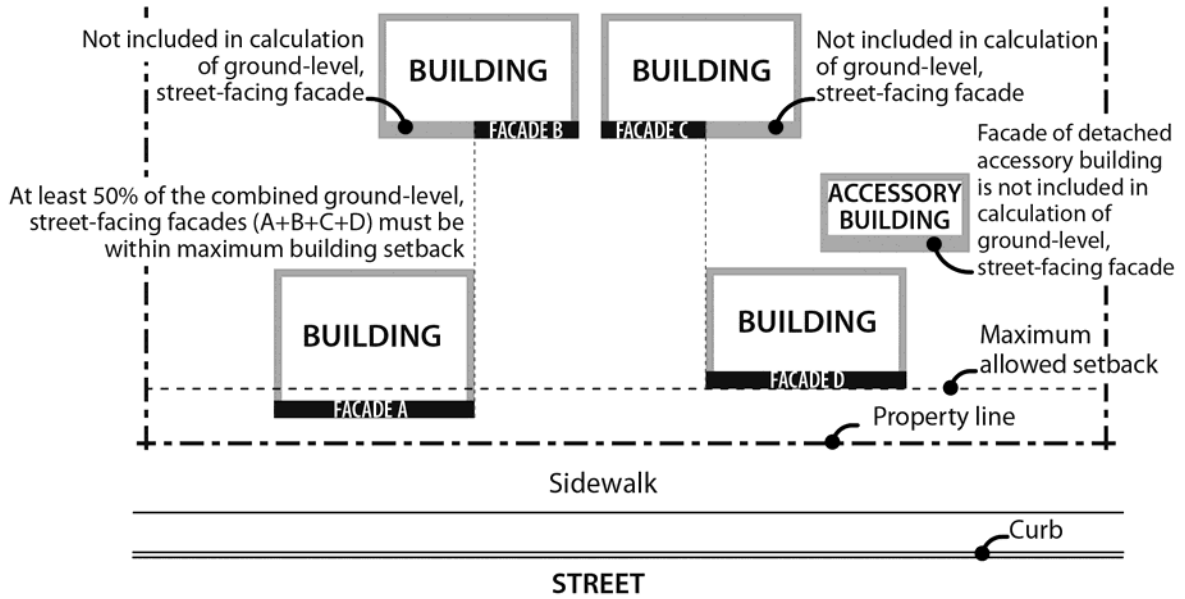 Not included in calculation
of ground-level,
street-facing facade
BUILDING
FACADE B
BUILDING
FACADE C
Not included in calculation
of ground-level,
street-facing facade
At least 50% of the combined ground-level,
street-facing facades (A+B+C+D) must be
within maximum building setback
ACCESSORY
BUILDING
Facade of detached
accessory building
is not included in
calculation of
ground-level,
street-facing facade
BUILDING
FACADE A
BUILDING
FACADE D
Maximum
allowed setback
Property line
Sidewalk
Curb
STREET